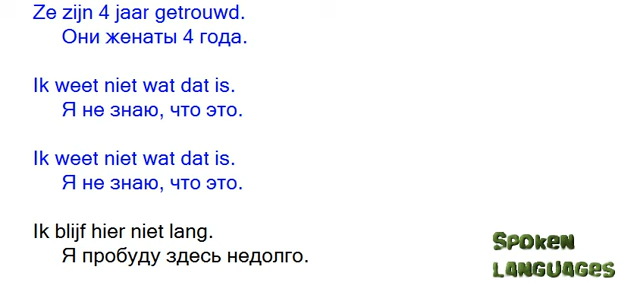 Ze zijn 4 jaar getrouwd.
Они женаты 4 года.
Ik weet niet wat dat is.
Я не знаю, что это.
Ik weet niet wat dat is.
Я не знаю, что это.
Ik blijf hier niet lang.
Я пробуду здесь недолго.
SPOKEN
LANGUAGES